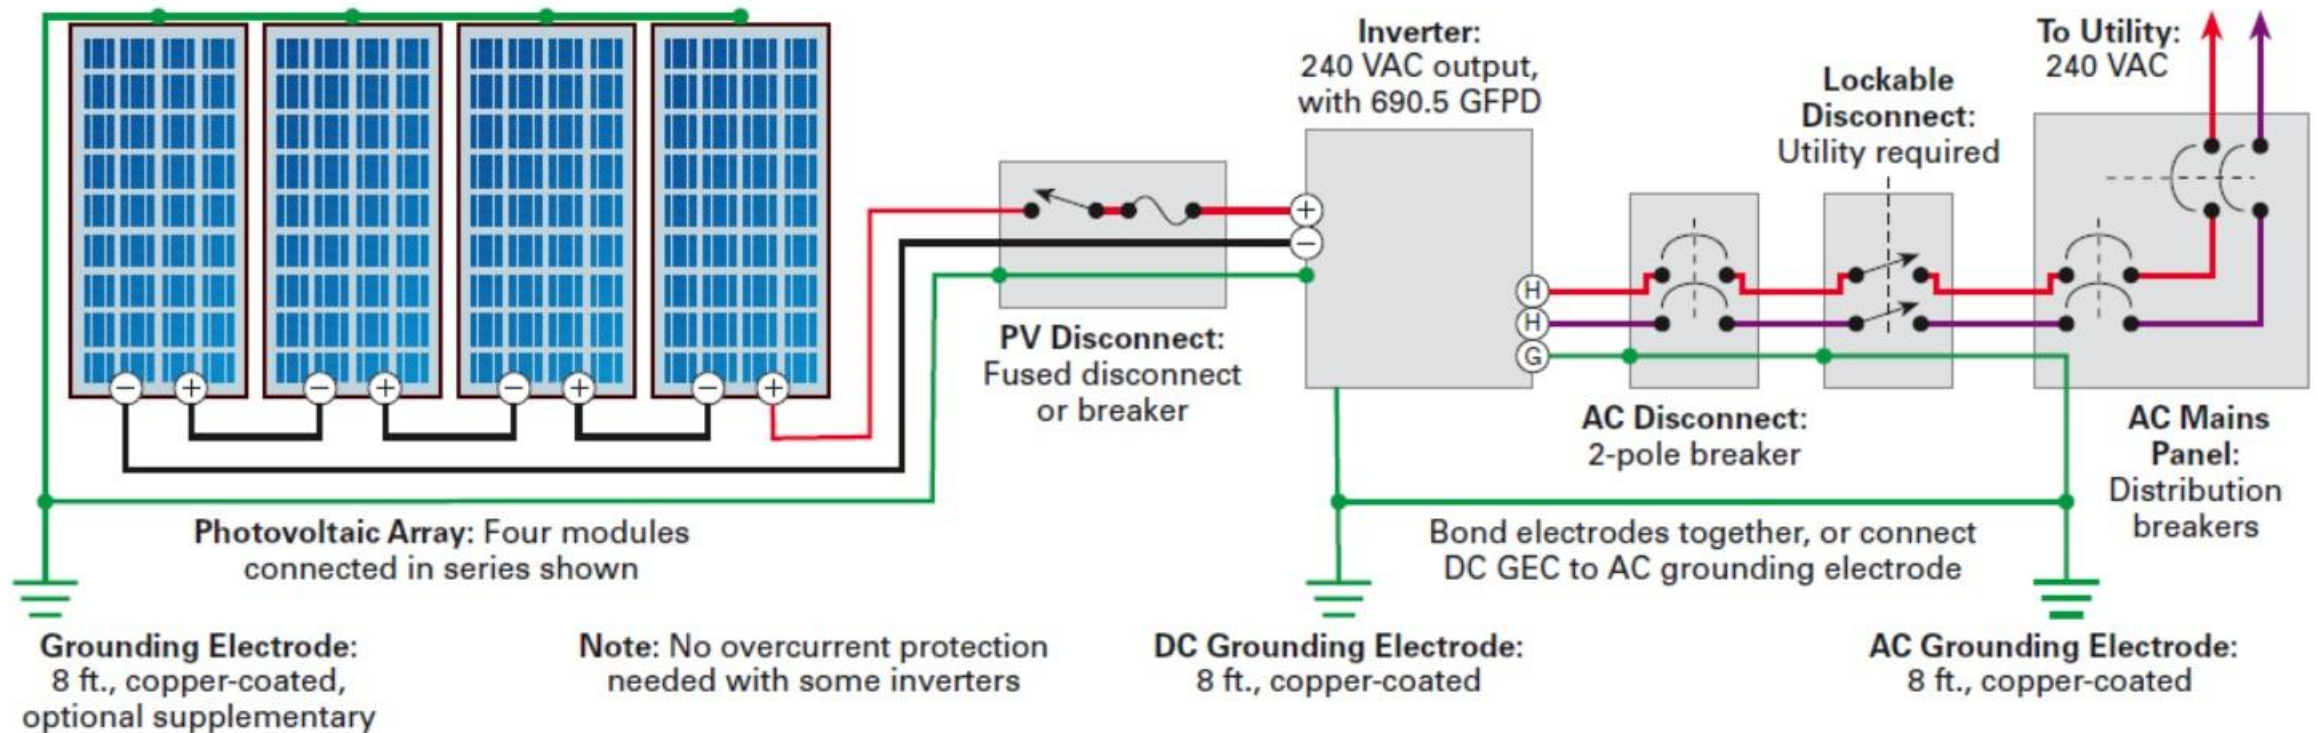 Inverter:
240 VAC output,
with 690.5 GFPD
To Utility:
240 VAC
Lockable
Disconnect:
Utility required
+
−
H
H
G
− + − + − + − +
PV Disconnect:
Fused disconnect
or breaker
AC Disconnect:
2-pole breaker
AC Mains
Panel:
Distribution
breakers
Photovoltaic Array: Four modules
connected in series shown
Bond electrodes together, or connect
DC GEC to AC grounding electrode
Grounding Electrode:
8 ft., copper-coated,
optional supplementary
Note: No overcurrent protection
needed with some inverters
DC Grounding Electrode:
8 ft., copper-coated
AC Grounding Electrode:
8 ft., copper-coated